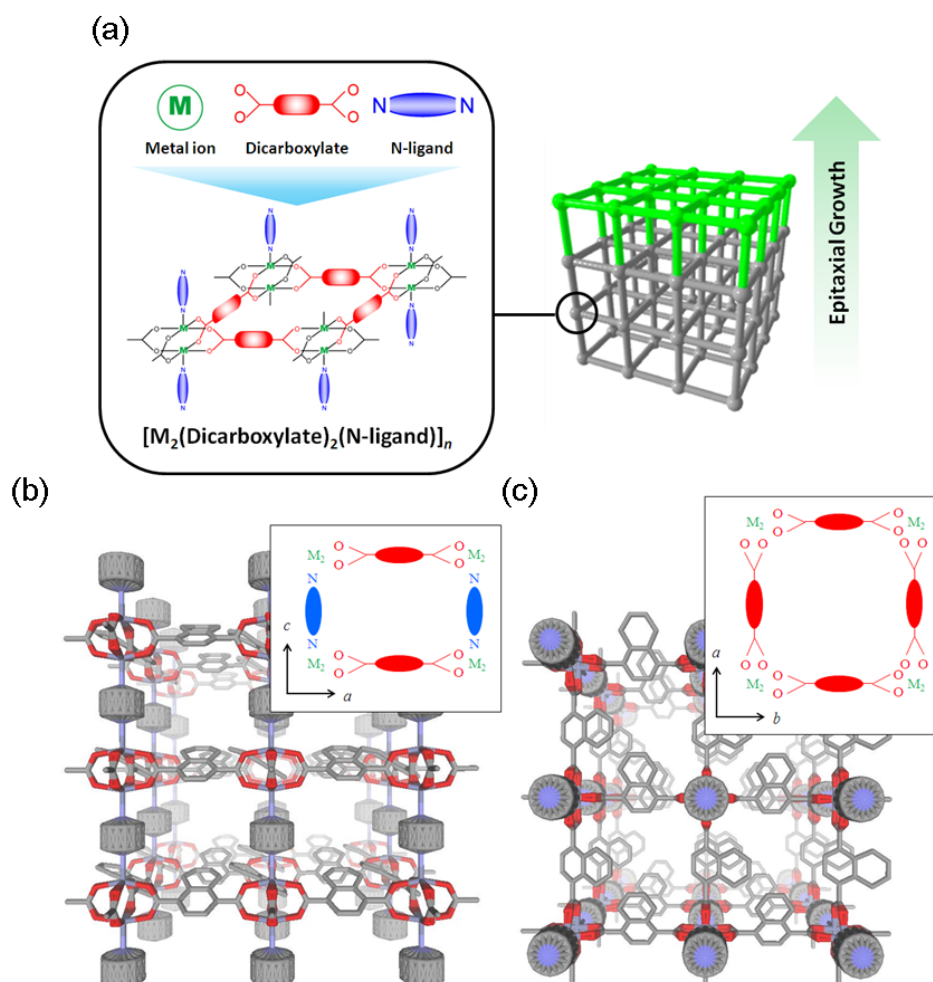 (a)
M
O
O
O
O
N
N
Metal ion
Dicarboxylate
N-ligand
[M₂(Dicarboxylate)₂(N-ligand)]ₙ
Epitaxial Growth
(b)
O
O
O
O
M₂
M₂
N
N
N
N
M₂
M₂
O
O
O
O
c
a
(c)
M₂
O
O
O
O
M₂
O
O
O
O
O
O
O
O
M₂
O
O
O
O
M₂
a
b